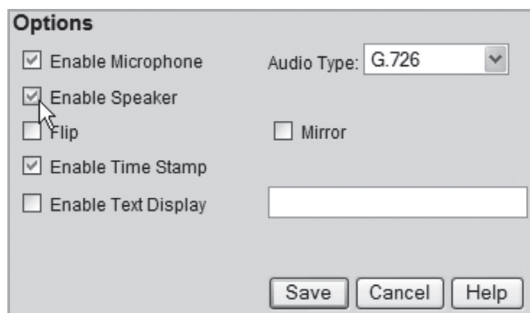 Options
Enable Microphone Audio Type: G.726
Enable Speaker
Flip Mirror
Enable Time Stamp
Enable Text Display
Save Cancel Help